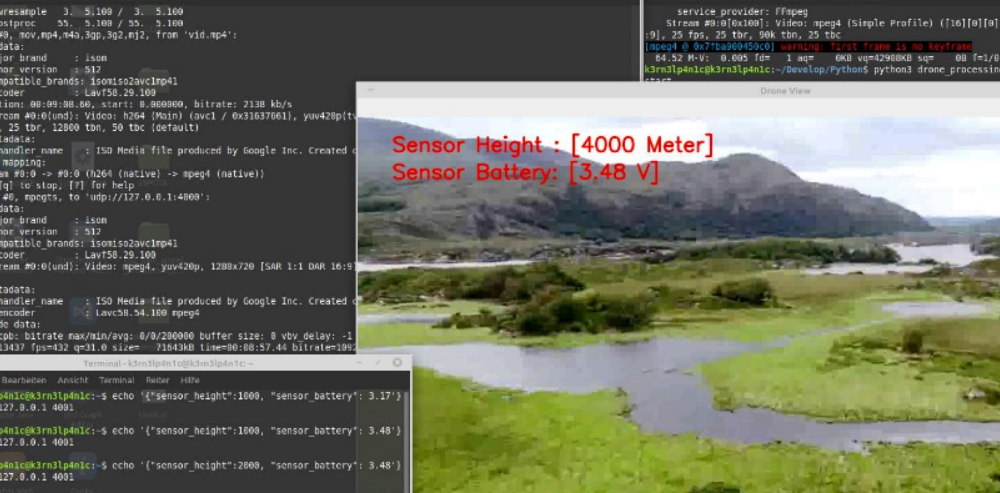 wresample 3. 5.100 / 3. 5.100
ostproc 55. 5.100 / 55. 5.100
#0, mov,mp4,m4a,3gp,3g2,mj2, from 'vid.mp4':
data:
jor_brand : isom
nor_version : 512
mpatible_brands: isomiso2avc1mp41
coder : Lavf58.29.100
tion: 00:09:08.60, start: 0.000000, bitrate: 2138 kb/s
ream #0:0(und): Video: h264 (Main) (avc1 / 0x31637661), yuv420p(tv
, 25 tbr, 12800 tbn, 50 tbc (default)
tadata:
handler_name : ISO Media file produced by Google Inc. Created o
mapping:
am #0:0 -> #0:0 (h264 (native) -> mpeg4 (native))
[q] to stop, [?] for help
#0, mpegts, to 'udp://127.0.0.1:4000':
data:
jor_brand : isom
nor_version : 512
mpatible_brands: isomiso2avc1mp41
coder : Lavf58.29.100
ream #0:0(und): Video: mpeg4, yuv420p, 1280x720 [SAR 1:1 DAR 16:9]
tadata:
handler_name : ISO Media file produced by Google Inc. Created o
encoder : Lavc58.54.100 mpeg4
de data:
cpb: bitrate max/min/avg: 0/0/200000 buffer size: 0 vbv_delay: -1
13437 fps=432 q=31.0 size= 71643kB time=00:08:57.44 bitrate=1092
service_provider: FFmpeg
Stream #0:0[0x100]: Video: mpeg4 (Simple Profile) ([16][0][0]
:9], 25 fps, 25 tbr, 90k tbn, 25 tbc
[mpeg4 @ 0x7fba900450c0] warning: first frame is no keyframe
64.52 M-V: 0.005 fd= 1 aq= 0KB vq=42908KB sq= 0B f=1/0
k3rn3lp4n1c@k3rn3lp4n1c:~/Develop/Python$ python3 drone_processing
start
Drone View
Sensor Height : [4000 Meter]
Sensor Battery: [3.48 V]
Terminal - k3rn3lp4n1c@k3rn3lp4n1c: ~
Bearbeiten Ansicht Terminal Reiter Hilfe
p4n1c@k3rn3lp4n1c:~$ echo '{"sensor_height":1000, "sensor_battery": 3.17'}
127.0.0.1 4001
p4n1c@k3rn3lp4n1c:~$ echo '{"sensor_height":1000, "sensor_battery": 3.48'}
127.0.0.1 4001
p4n1c@k3rn3lp4n1c:~$ echo '{"sensor_height":2000, "sensor_battery": 3.48'}
127.0.0.1 4001